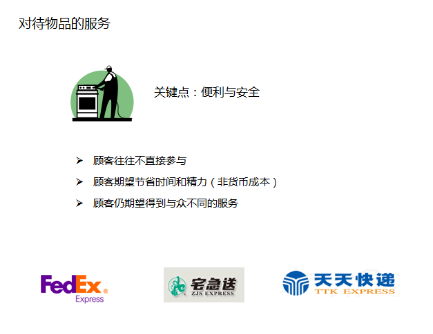 对待物品的服务
关键点：便利与安全
顾客往往不直接参与
顾客期望节省时间和精力（非货币成本）
顾客仍期望得到与众不同的服务
FedEx
Express
宅急送
ZJS EXPRESS
天天快递
TTK EXPRESS